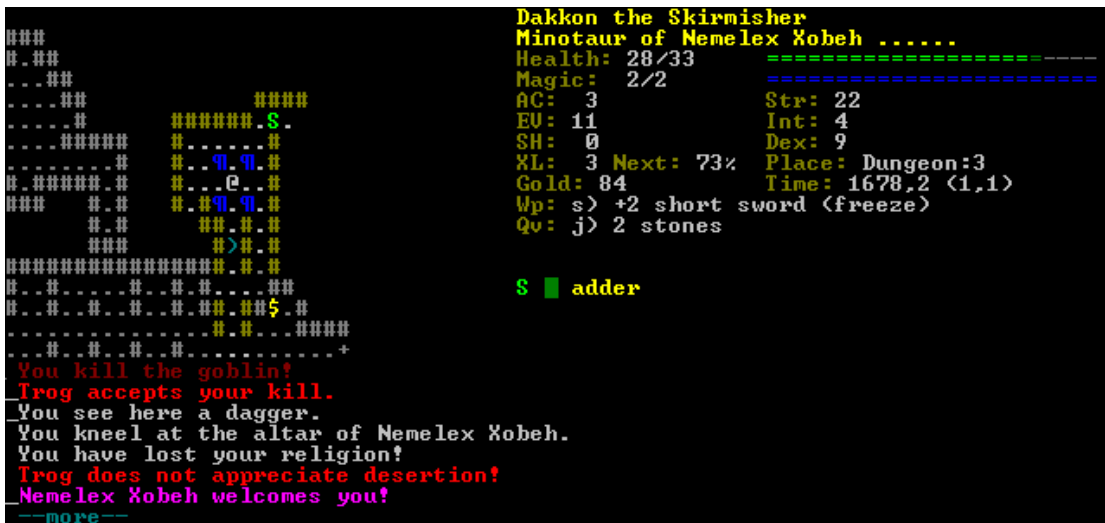 Dakkon the Skirmisher
Minotaur of Nemelex Xobeh ......
Health: 28/33
Magic: 2/2
AC: 3 Str: 22
EV: 11 Int: 4
SH: 0 Dex: 9
XL: 3 Next: 73% Place: Dungeon:3
Gold: 84 Time: 1678,2 (1,1)
Wp: s) +2 short sword (freeze)
Qv: j) 2 stones
S adder
_You kill the goblin!
_Trog accepts your kill.
_You see here a dagger.
You kneel at the altar of Nemelex Xobeh.
You have lost your religion!
Trog does not appreciate desertion!
_Nemelex Xobeh welcomes you!
--more--